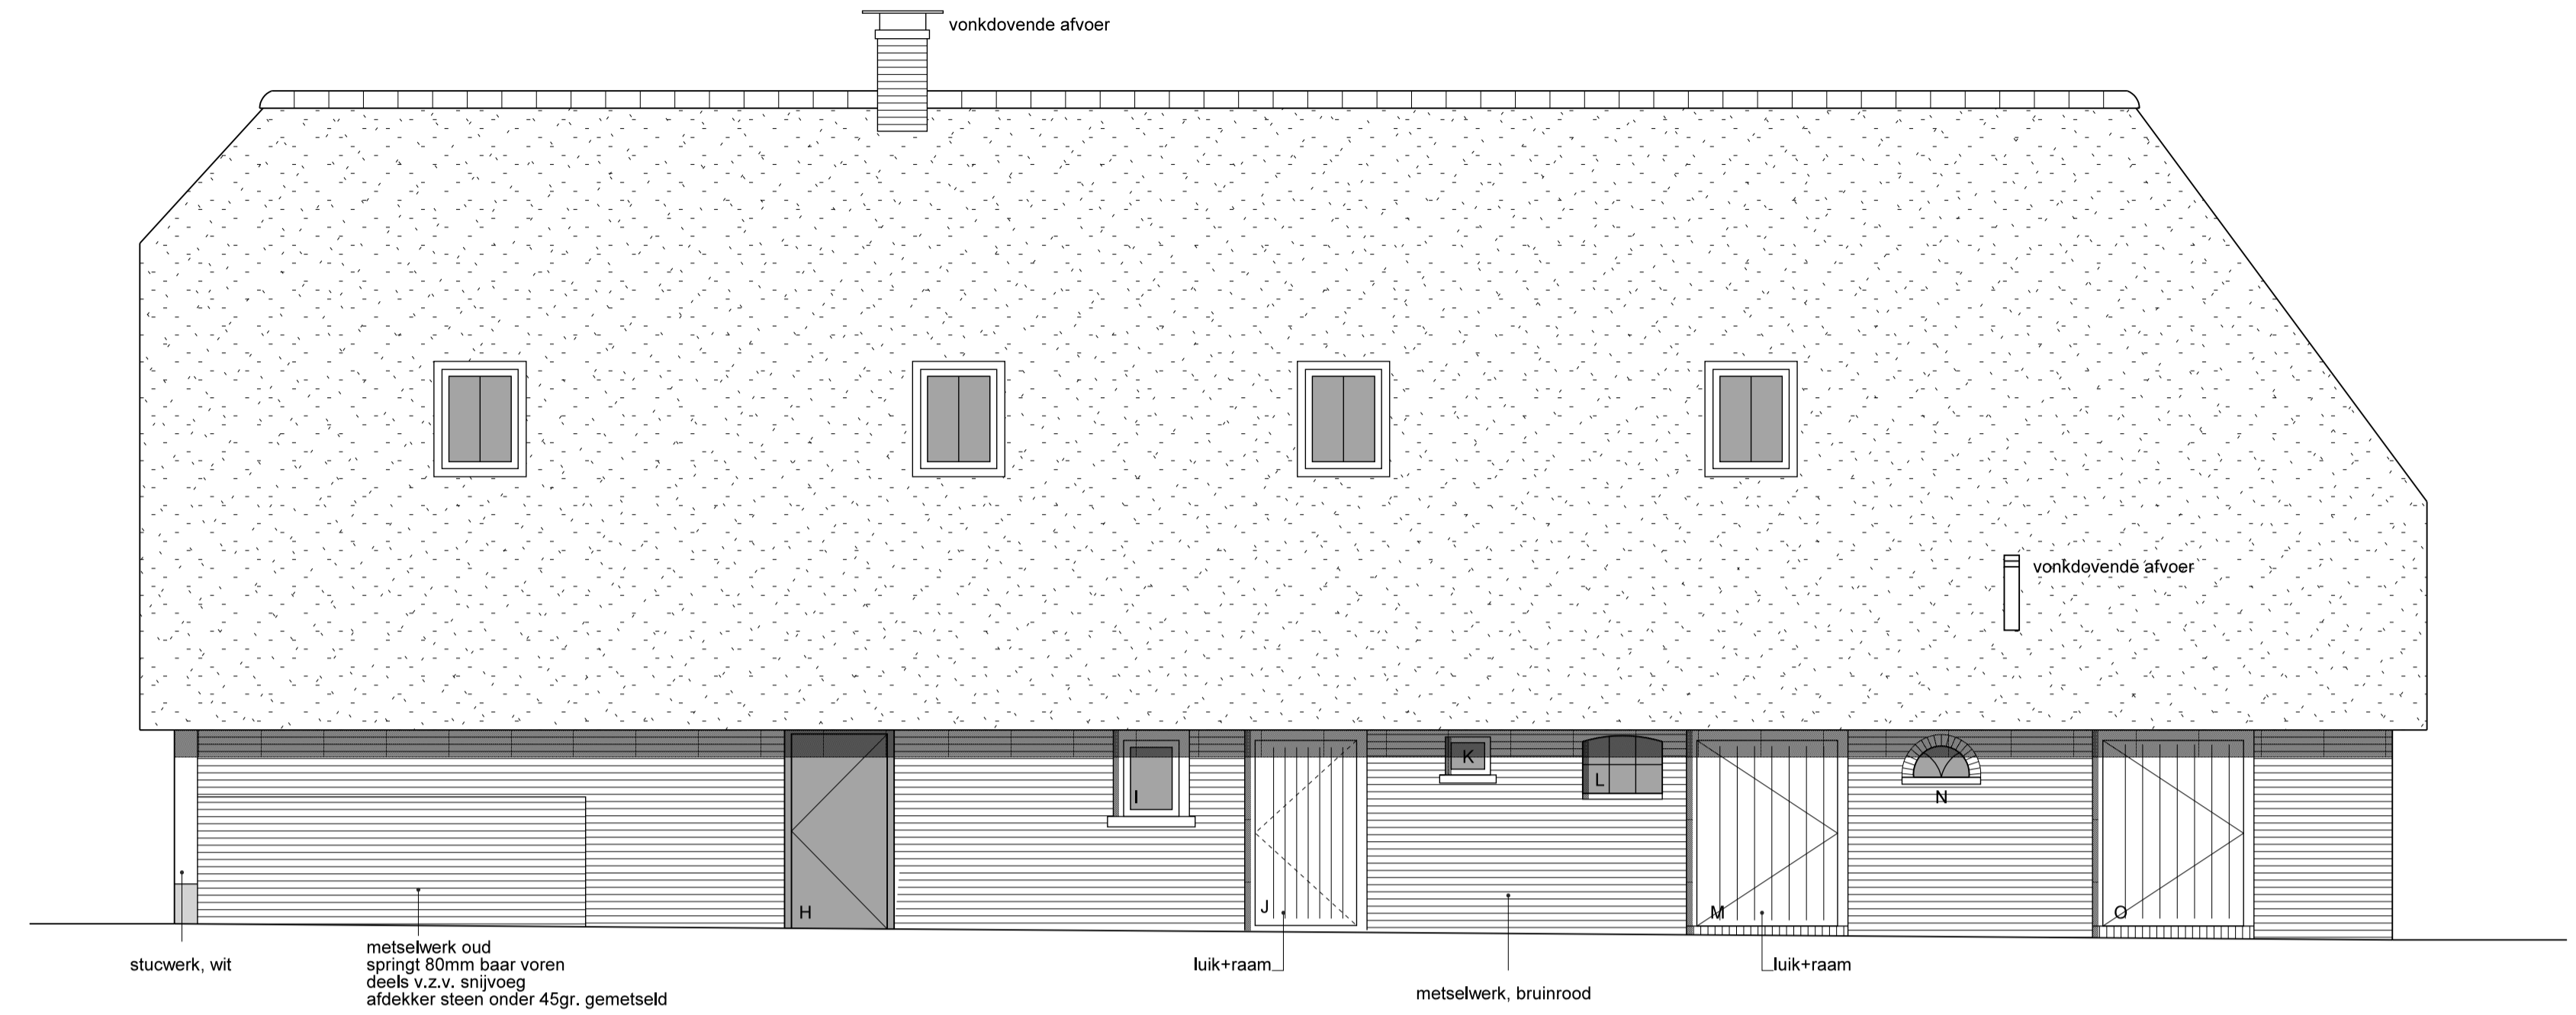 vonkdovende afvoer
vonkdovende afvoer
K
L
I
N
H
J
M
O
metselwerk oud
springt 80mm baar voren
deels v.z.v. snijvoeg
afdekker steen onder 45gr. gemetseld
stucwerk, wit
luik+raam
luik+raam
metselwerk, bruinrood